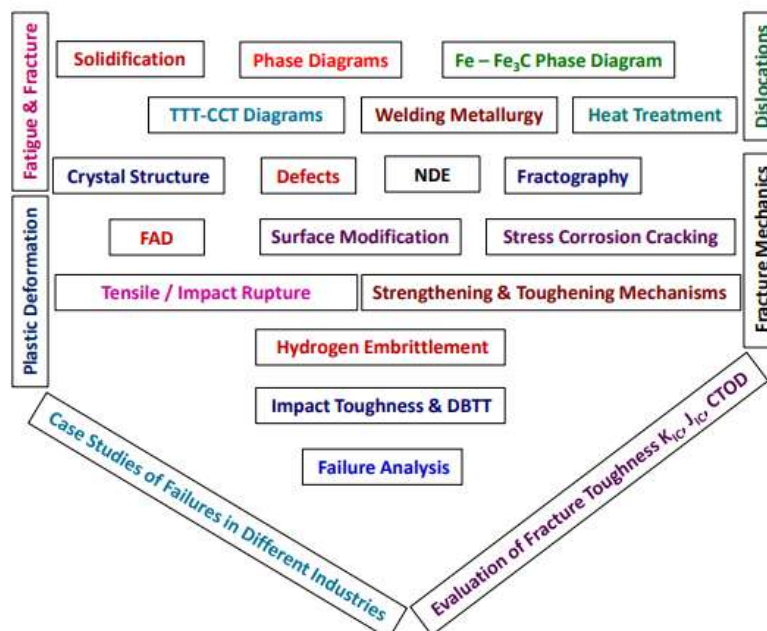 Fatigue & Fracture
Plastic Deformation
Solidification
Phase Diagrams
Fe – Fe₃C Phase Diagram
TTT-CCT Diagrams
Welding Metallurgy
Heat Treatment
Crystal Structure
Defects
NDE
Fractography
FAD
Surface Modification
Stress Corrosion Cracking
Tensile / Impact Rupture
Strengthening & Toughening Mechanisms
Hydrogen Embrittlement
Impact Toughness & DBTT
Failure Analysis
Dislocations
Fracture Mechanics
Case Studies of Failures in Different Industries
Evaluation of Fracture Toughness K_IC, J_IC, CTOD